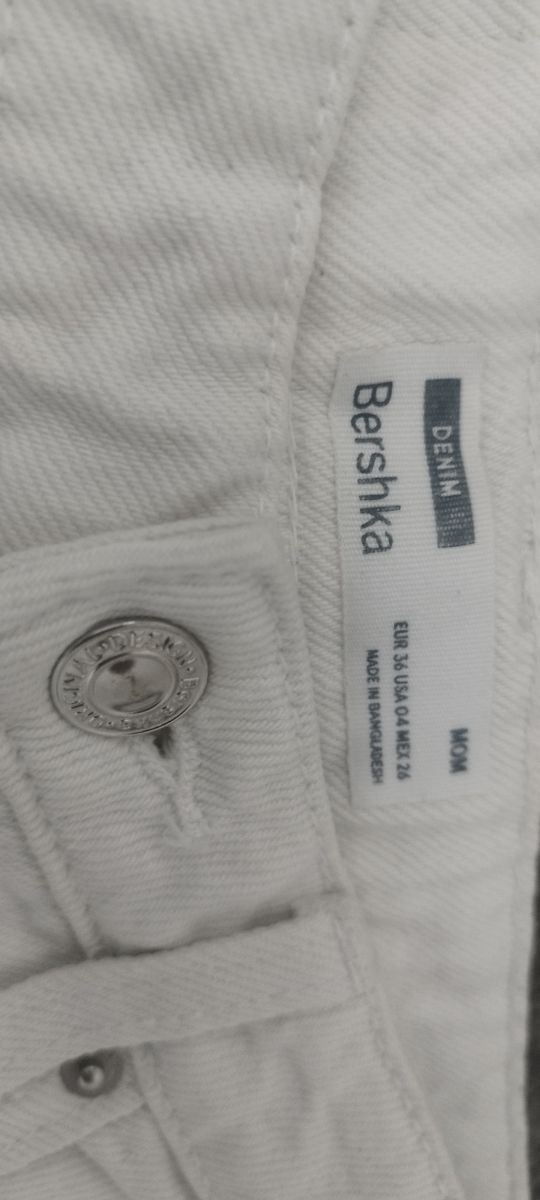 DENIM
Bershka
MOM
EUR 36 USA 04 MEX 26
MADE IN BANGLADESH